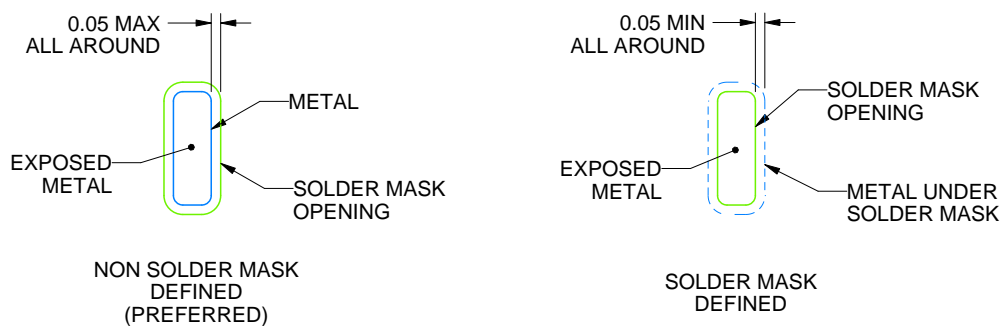 0.05 MAX
ALL AROUND
METAL
EXPOSED
METAL
SOLDER MASK
OPENING
NON SOLDER MASK
DEFINED
(PREFERRED)
0.05 MIN
ALL AROUND
SOLDER MASK
OPENING
EXPOSED
METAL
METAL UNDER
SOLDER MASK
SOLDER MASK
DEFINED